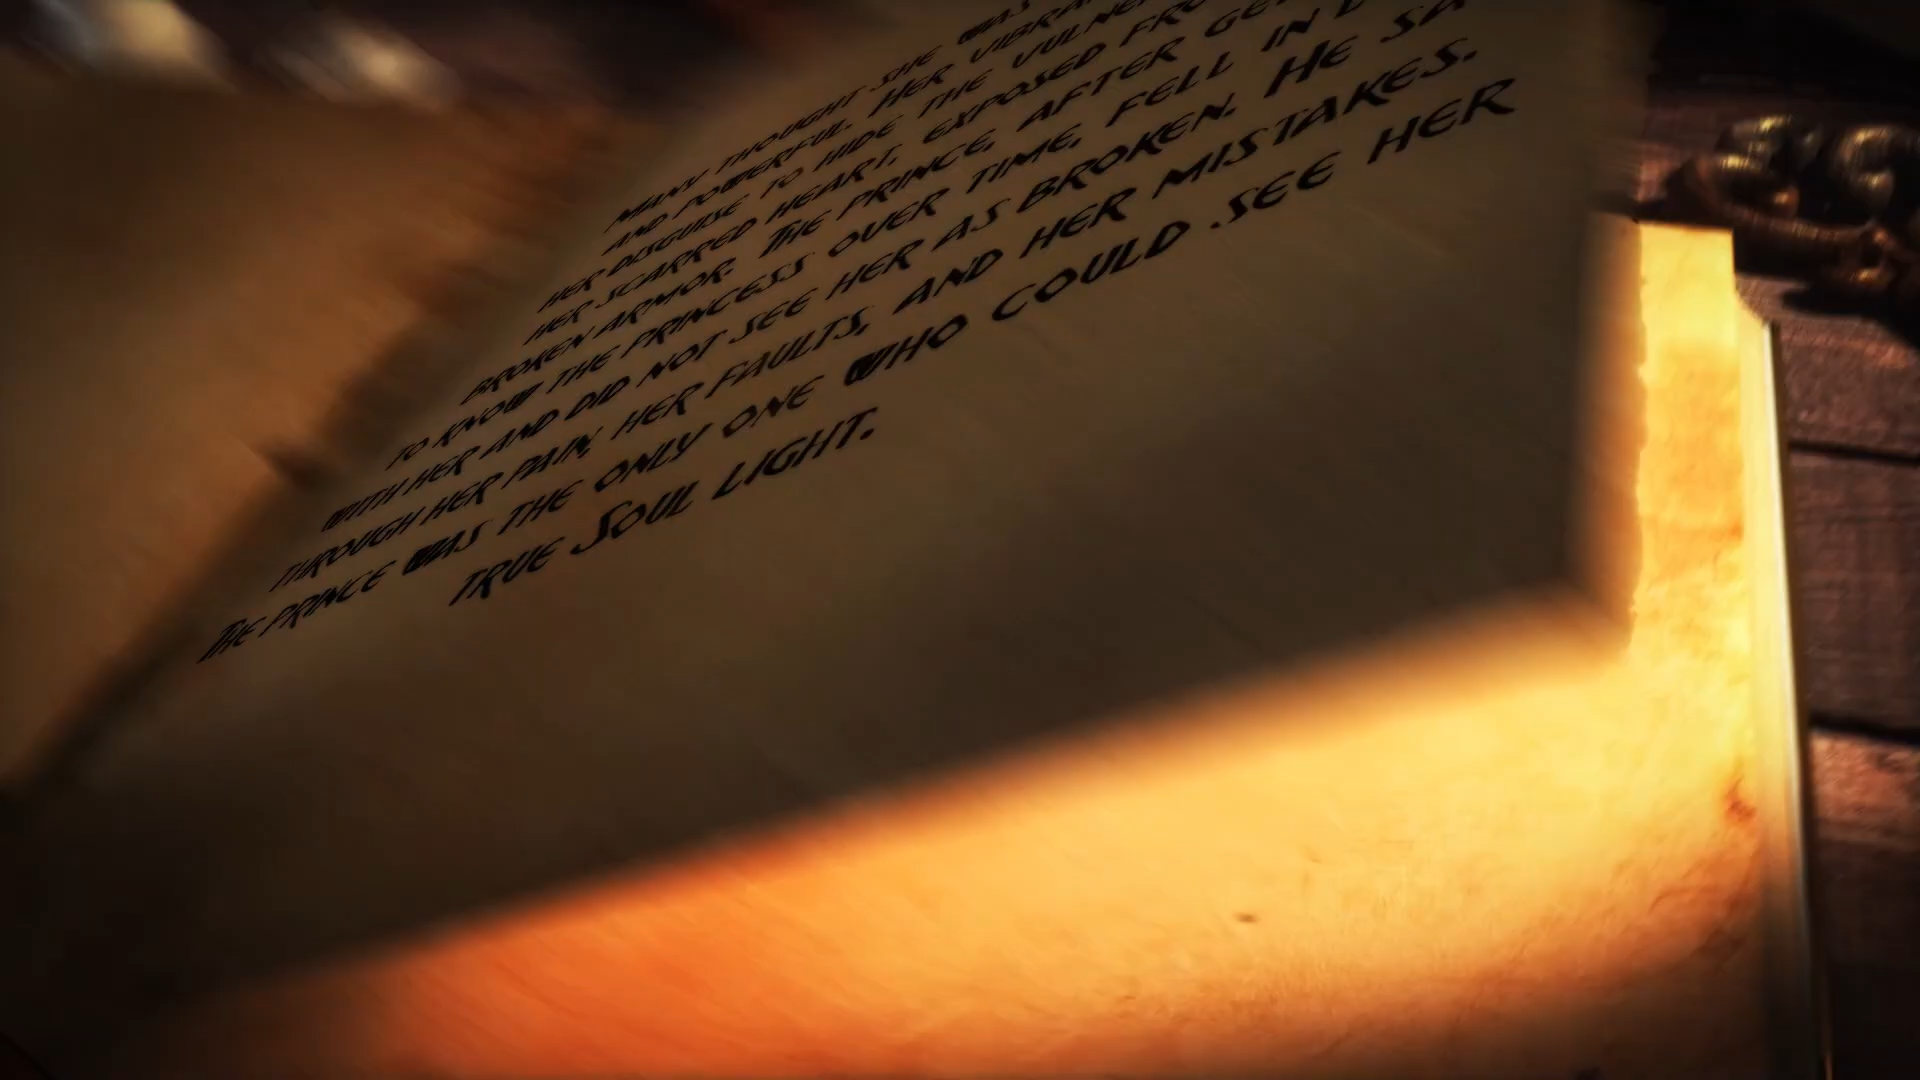 MANY THOUGHT SHE WAS
AND POWERFUL. HER
HER DISGUISE TO HIDE THE
HER SCARRED HEART, EXPOSED
BROKEN ARMOR. THE PRINCE, AFTER
TO KNOW THE PRINCESS OVER TIME, FELL IN
WITH HER AND DID NOT SEE HER AS BROKEN. HE
THROUGH HER PAIN, HER FAULTS, AND HER MISTAKES.
THE PRINCE WAS THE ONLY ONE WHO COULD SEE HER
TRUE SOUL LIGHT.